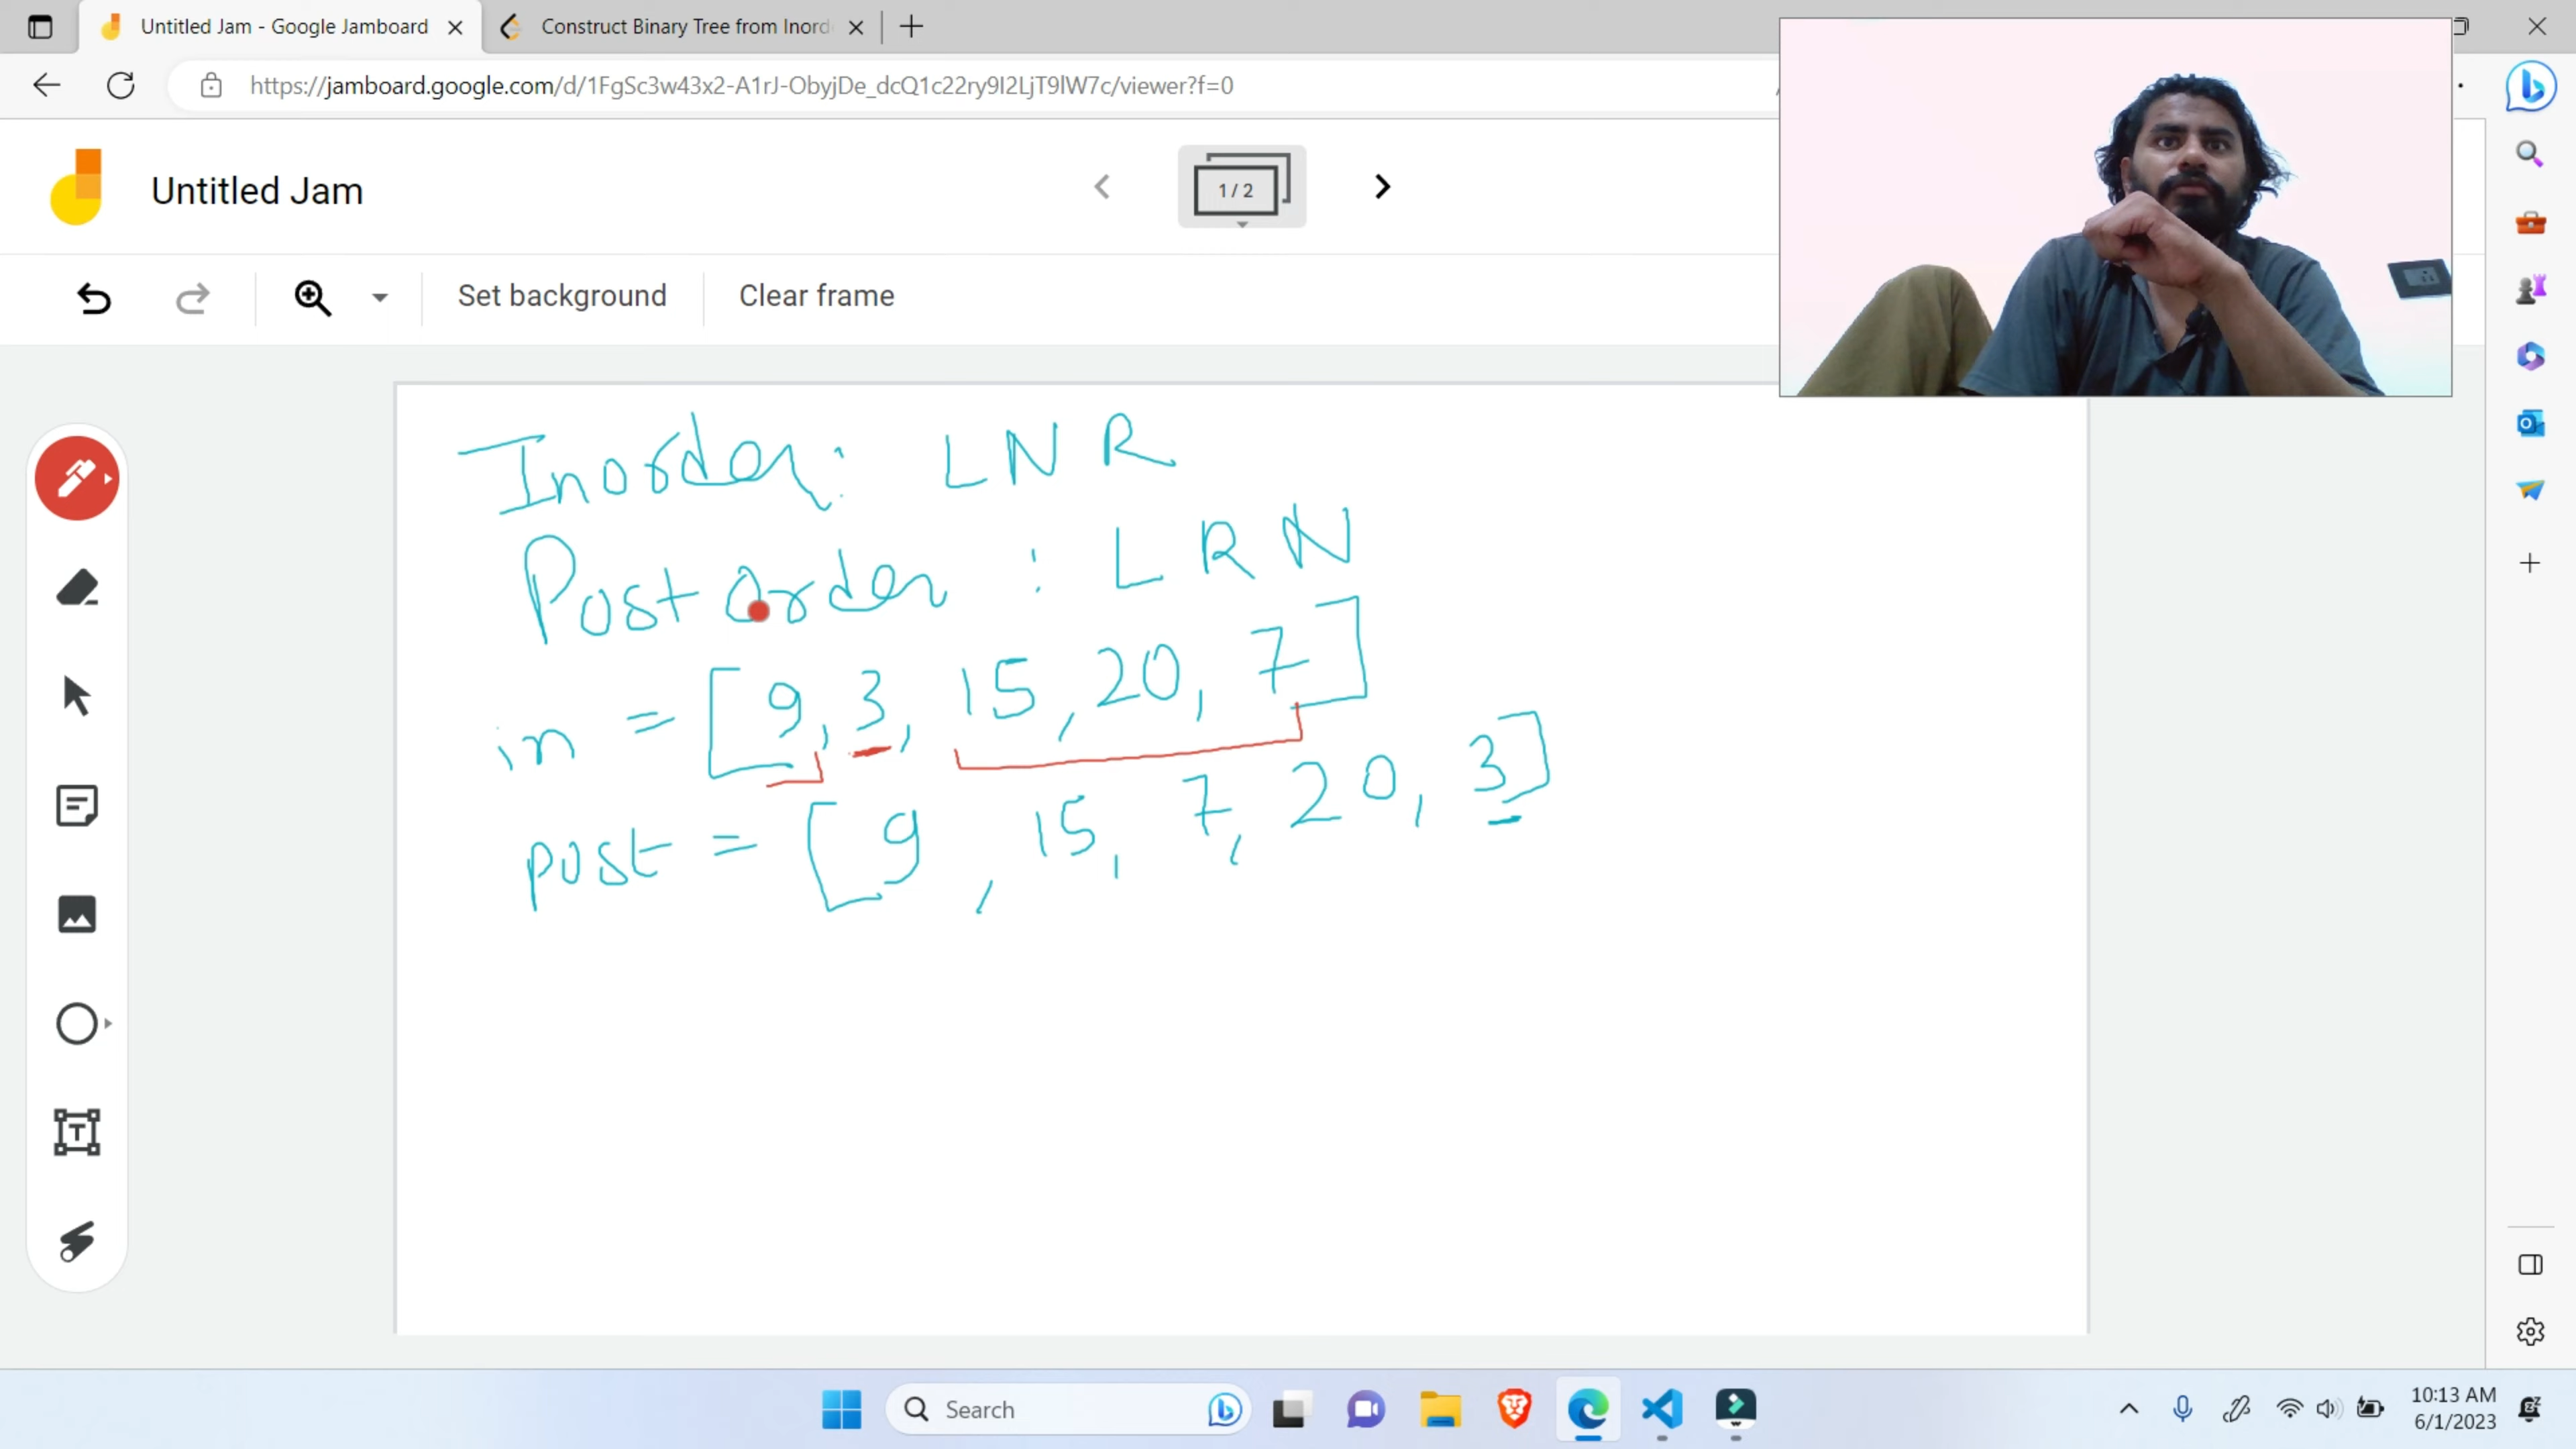 Untitled Jam - Google Jamboard
Construct Binary Tree from Inord
https://jamboard.google.com/d/1FgSc3w43x2-A1rJ-ObyjDe_dcQ1c22ry9I2LjT9lW7c/viewer?f=0
Untitled Jam
1 / 2
Set background
Clear frame
Inorder: LNR
Post Order : LRN
in = [9, 3, 15, 20, 7]
post = [9, 15, 7, 20, 3]
Search
10:13 AM
6/1/2023